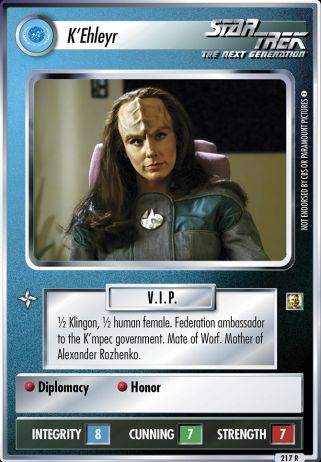 K'Ehleyr
STAR TREK
THE NEXT GENERATION
NOT ENDORSED BY CBS OR PARAMOUNT PICTURES
V.I.P.
½ Klingon, ½ human female. Federation ambassador
to the K'mpec government. Mate of Worf. Mother of
Alexander Rozhenko.
Diplomacy
Honor
INTEGRITY 8 CUNNING 7 STRENGTH 7
217 R